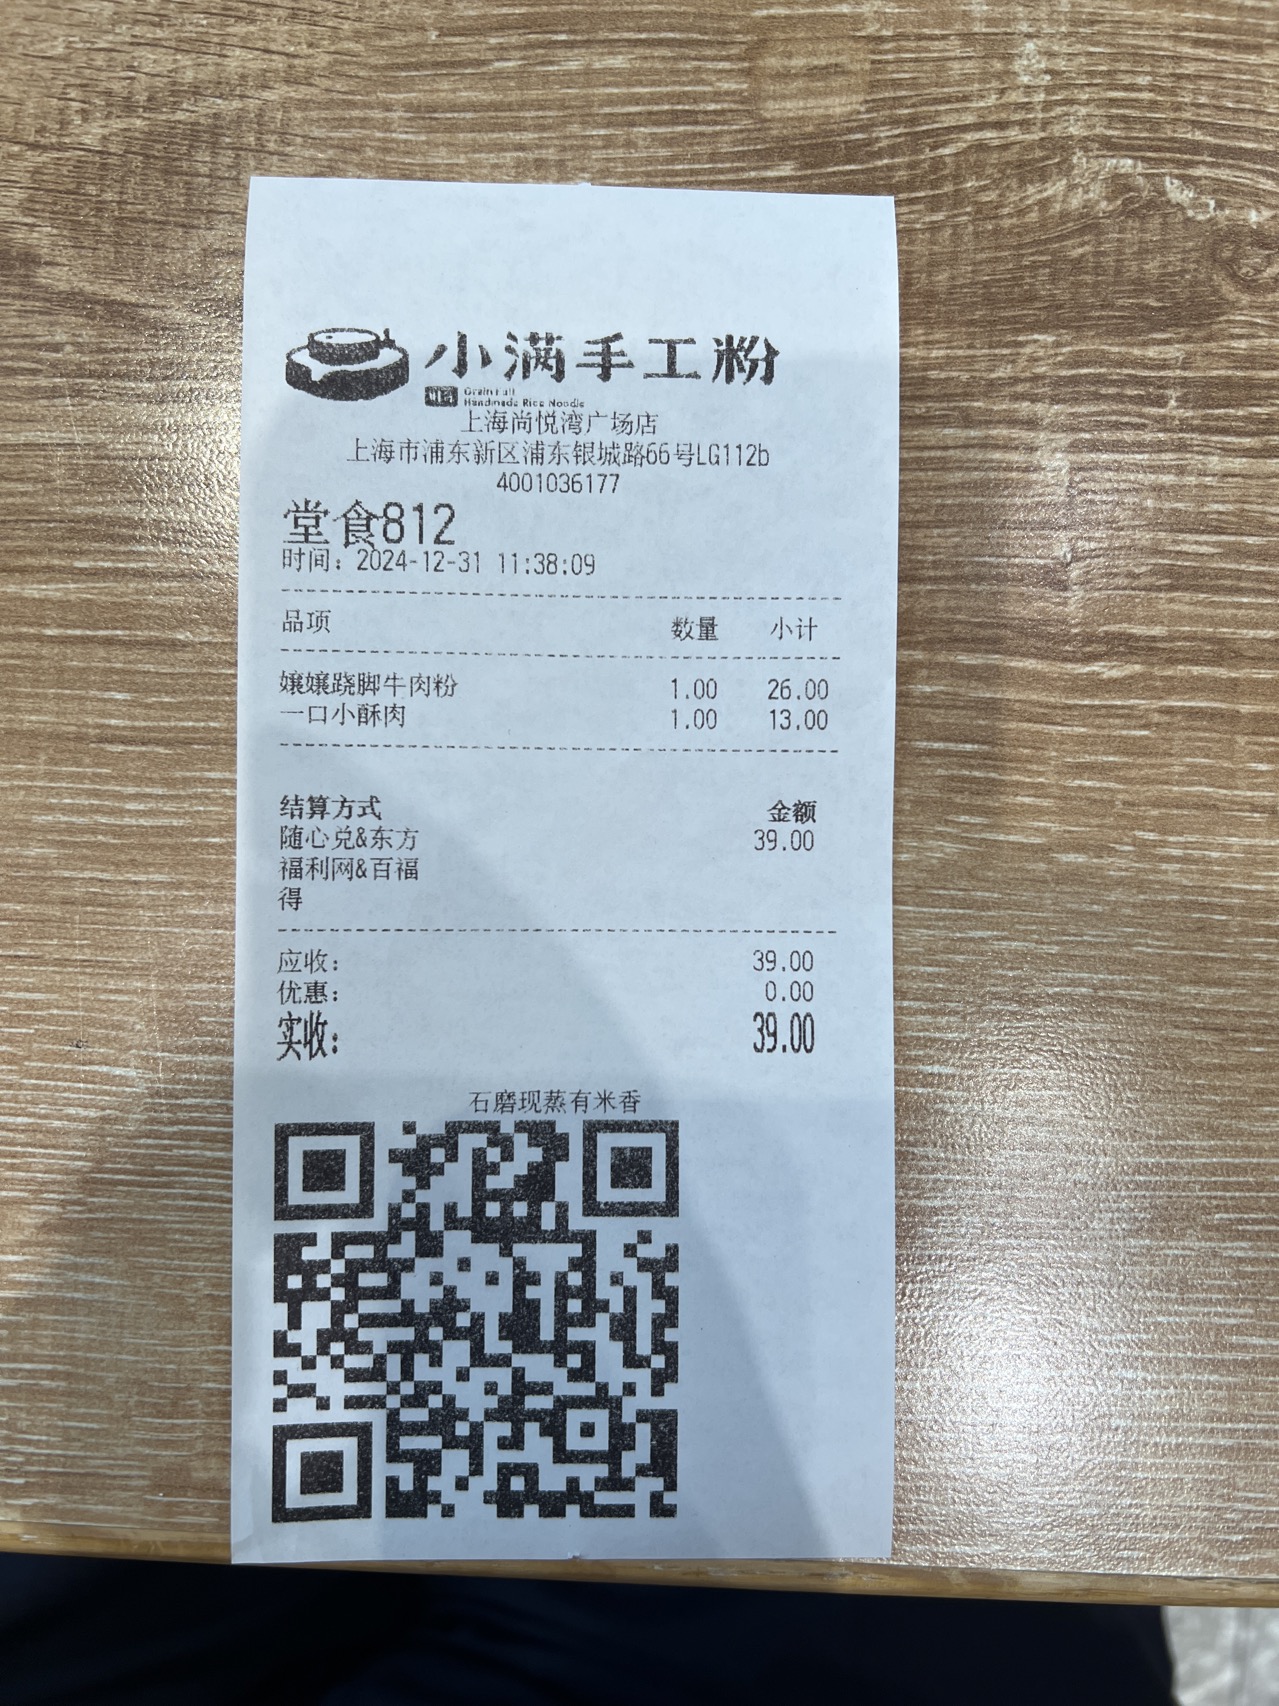 小满手工粉
Grain Full
Handmade Rice Noodle
上海尚悦湾广场店
上海市浦东新区浦东银城路66号LG112b
4001036177
堂食812
时间：2024-12-31 11:38:09
品项 数量 小计
嬢嬢跷脚牛肉粉 1.00 26.00
一口小酥肉 1.00 13.00
结算方式 金额
随心兑&东方 39.00
福利网&百福
得
应收： 39.00
优惠： 0.00
实收： 39.00
石磨现蒸有米香